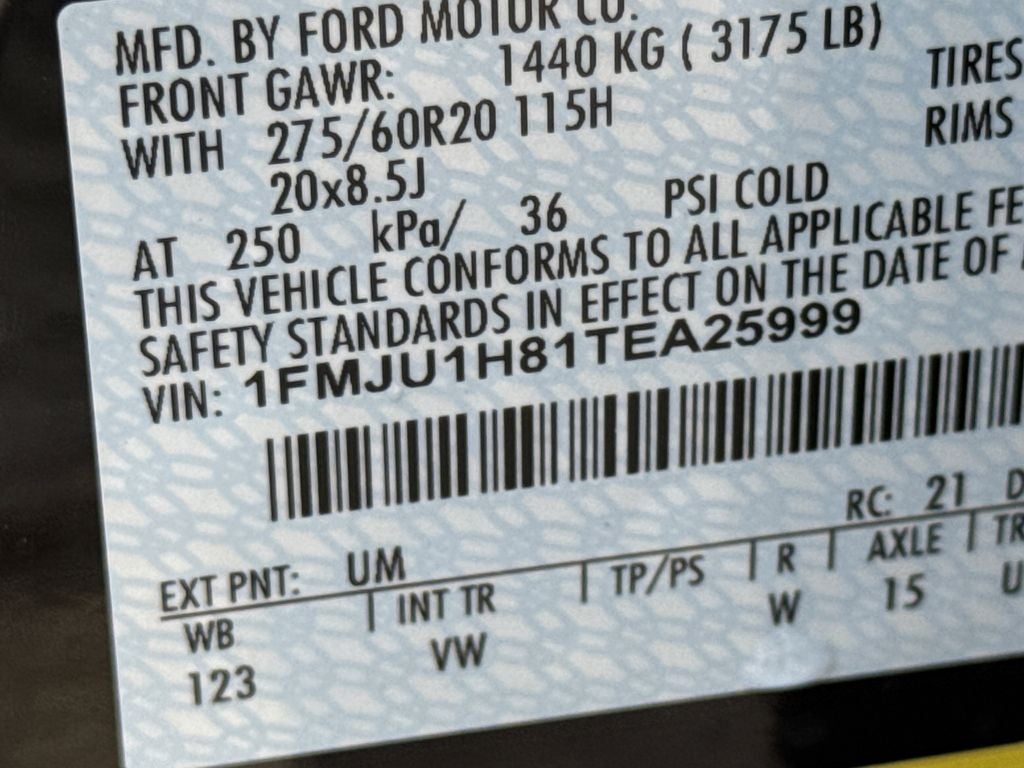 MFD. BY FORD MOTOR CO.
FRONT GAWR: 1440 KG ( 3175 LB)
WITH 275/60R20 115H TIRES
20x8.5J RIMS
AT 250 kPa/ 36 PSI COLD
THIS VEHICLE CONFORMS TO ALL APPLICABLE FE
SAFETY STANDARDS IN EFFECT ON THE DATE OF
VIN: 1FMJU1H81TEA25999
EXT PNT: UM RC: 21 D
WB | INT TR | TP/PS | R | AXLE | TR
123 VW W 15 U